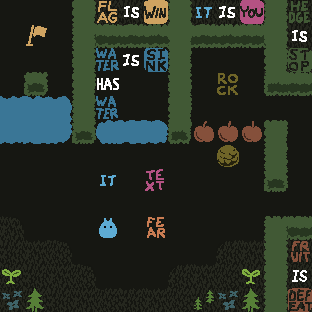 FLAG IS WIN IT IS YOU HEDGE
IS
WATER IS SINK STOP
HAS ROCK
WATER
IT TEXT
FEAR
FRUIT
IS
DEFEAT